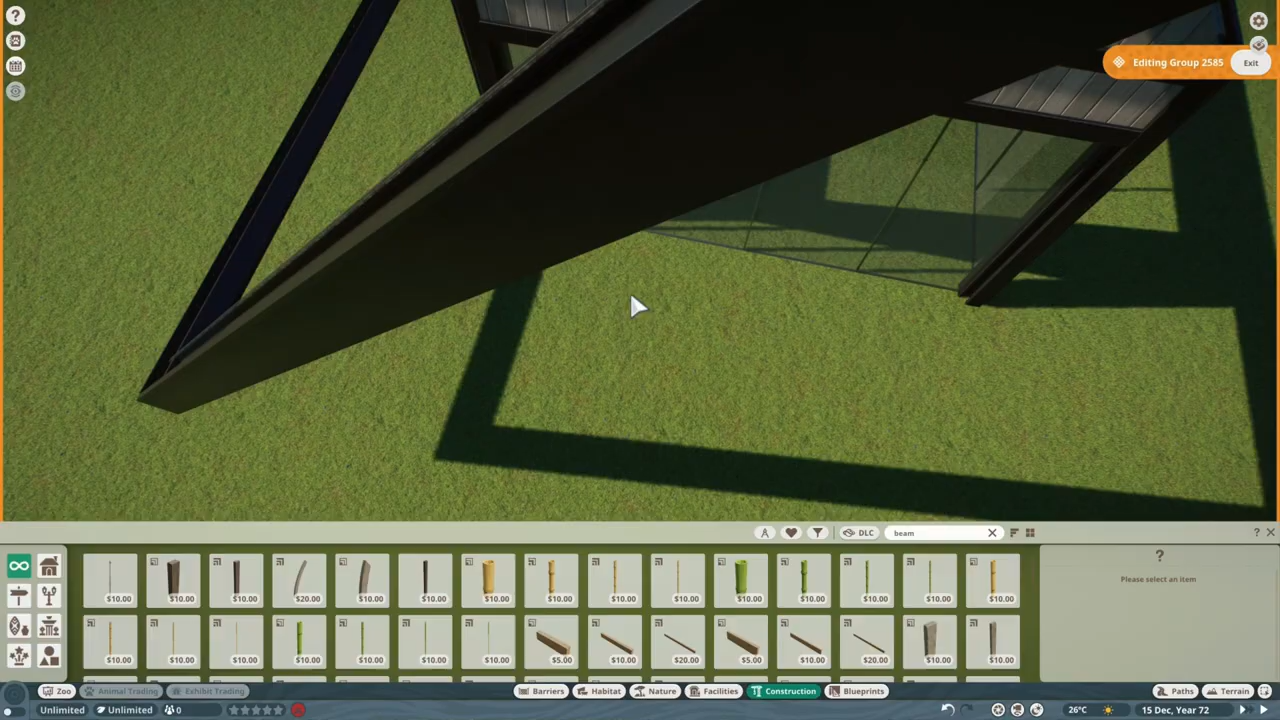 ?
Editing Group 2585
Exit
DLC
beam
?
$10.00 $10.00 $10.00 $20.00 $10.00 $10.00 $10.00 $10.00 $10.00 $10.00 $10.00 $10.00 $10.00 $10.00 $10.00
?
Please select an item
$10.00 $10.00 $10.00 $10.00 $10.00 $10.00 $10.00 $5.00 $10.00 $20.00 $5.00 $10.00 $20.00 $10.00 $10.00
Zoo Animal Trading Exhibit Trading Barriers Habitat Nature Facilities Construction Blueprints Paths Terrain
Unlimited Unlimited 0 26°C 15 Dec, Year 72